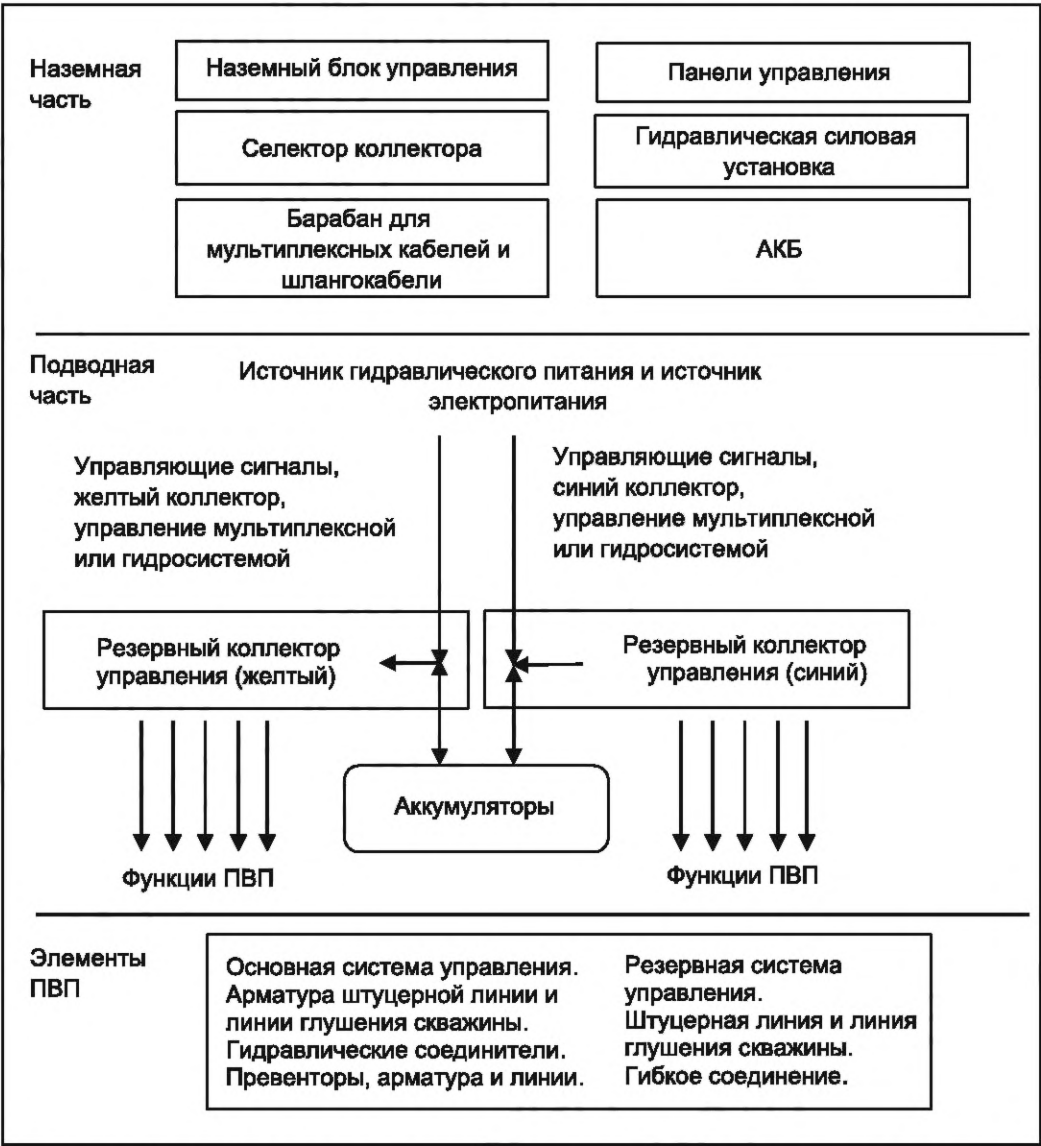 Наземная
часть
Наземный блок управления
Панели управления
Селектор коллектора
Гидравлическая силовая
установка
Барабан для
мультиплексных кабелей и
шлангокабели
АКБ
Подводная
часть
Источник гидравлического питания и источник
электропитания
Управляющие сигналы,
желтый коллектор,
управление мультиплексной
или гидросистемой
Управляющие сигналы,
синий коллектор,
управление мультиплексной
или гидросистемой
Резервный коллектор
управления (желтый)
Резервный коллектор
управления (синий)
Аккумуляторы
Функции ПВП
Функции ПВП
Элементы
ПВП
Основная система управления.
Арматура штуцерной линии и
линии глушения скважины.
Гидравлические соединители.
Превенторы, арматура и линии.
Резервная система
управления.
Штуцерная линия и линия
глушения скважины.
Гибкое соединение.